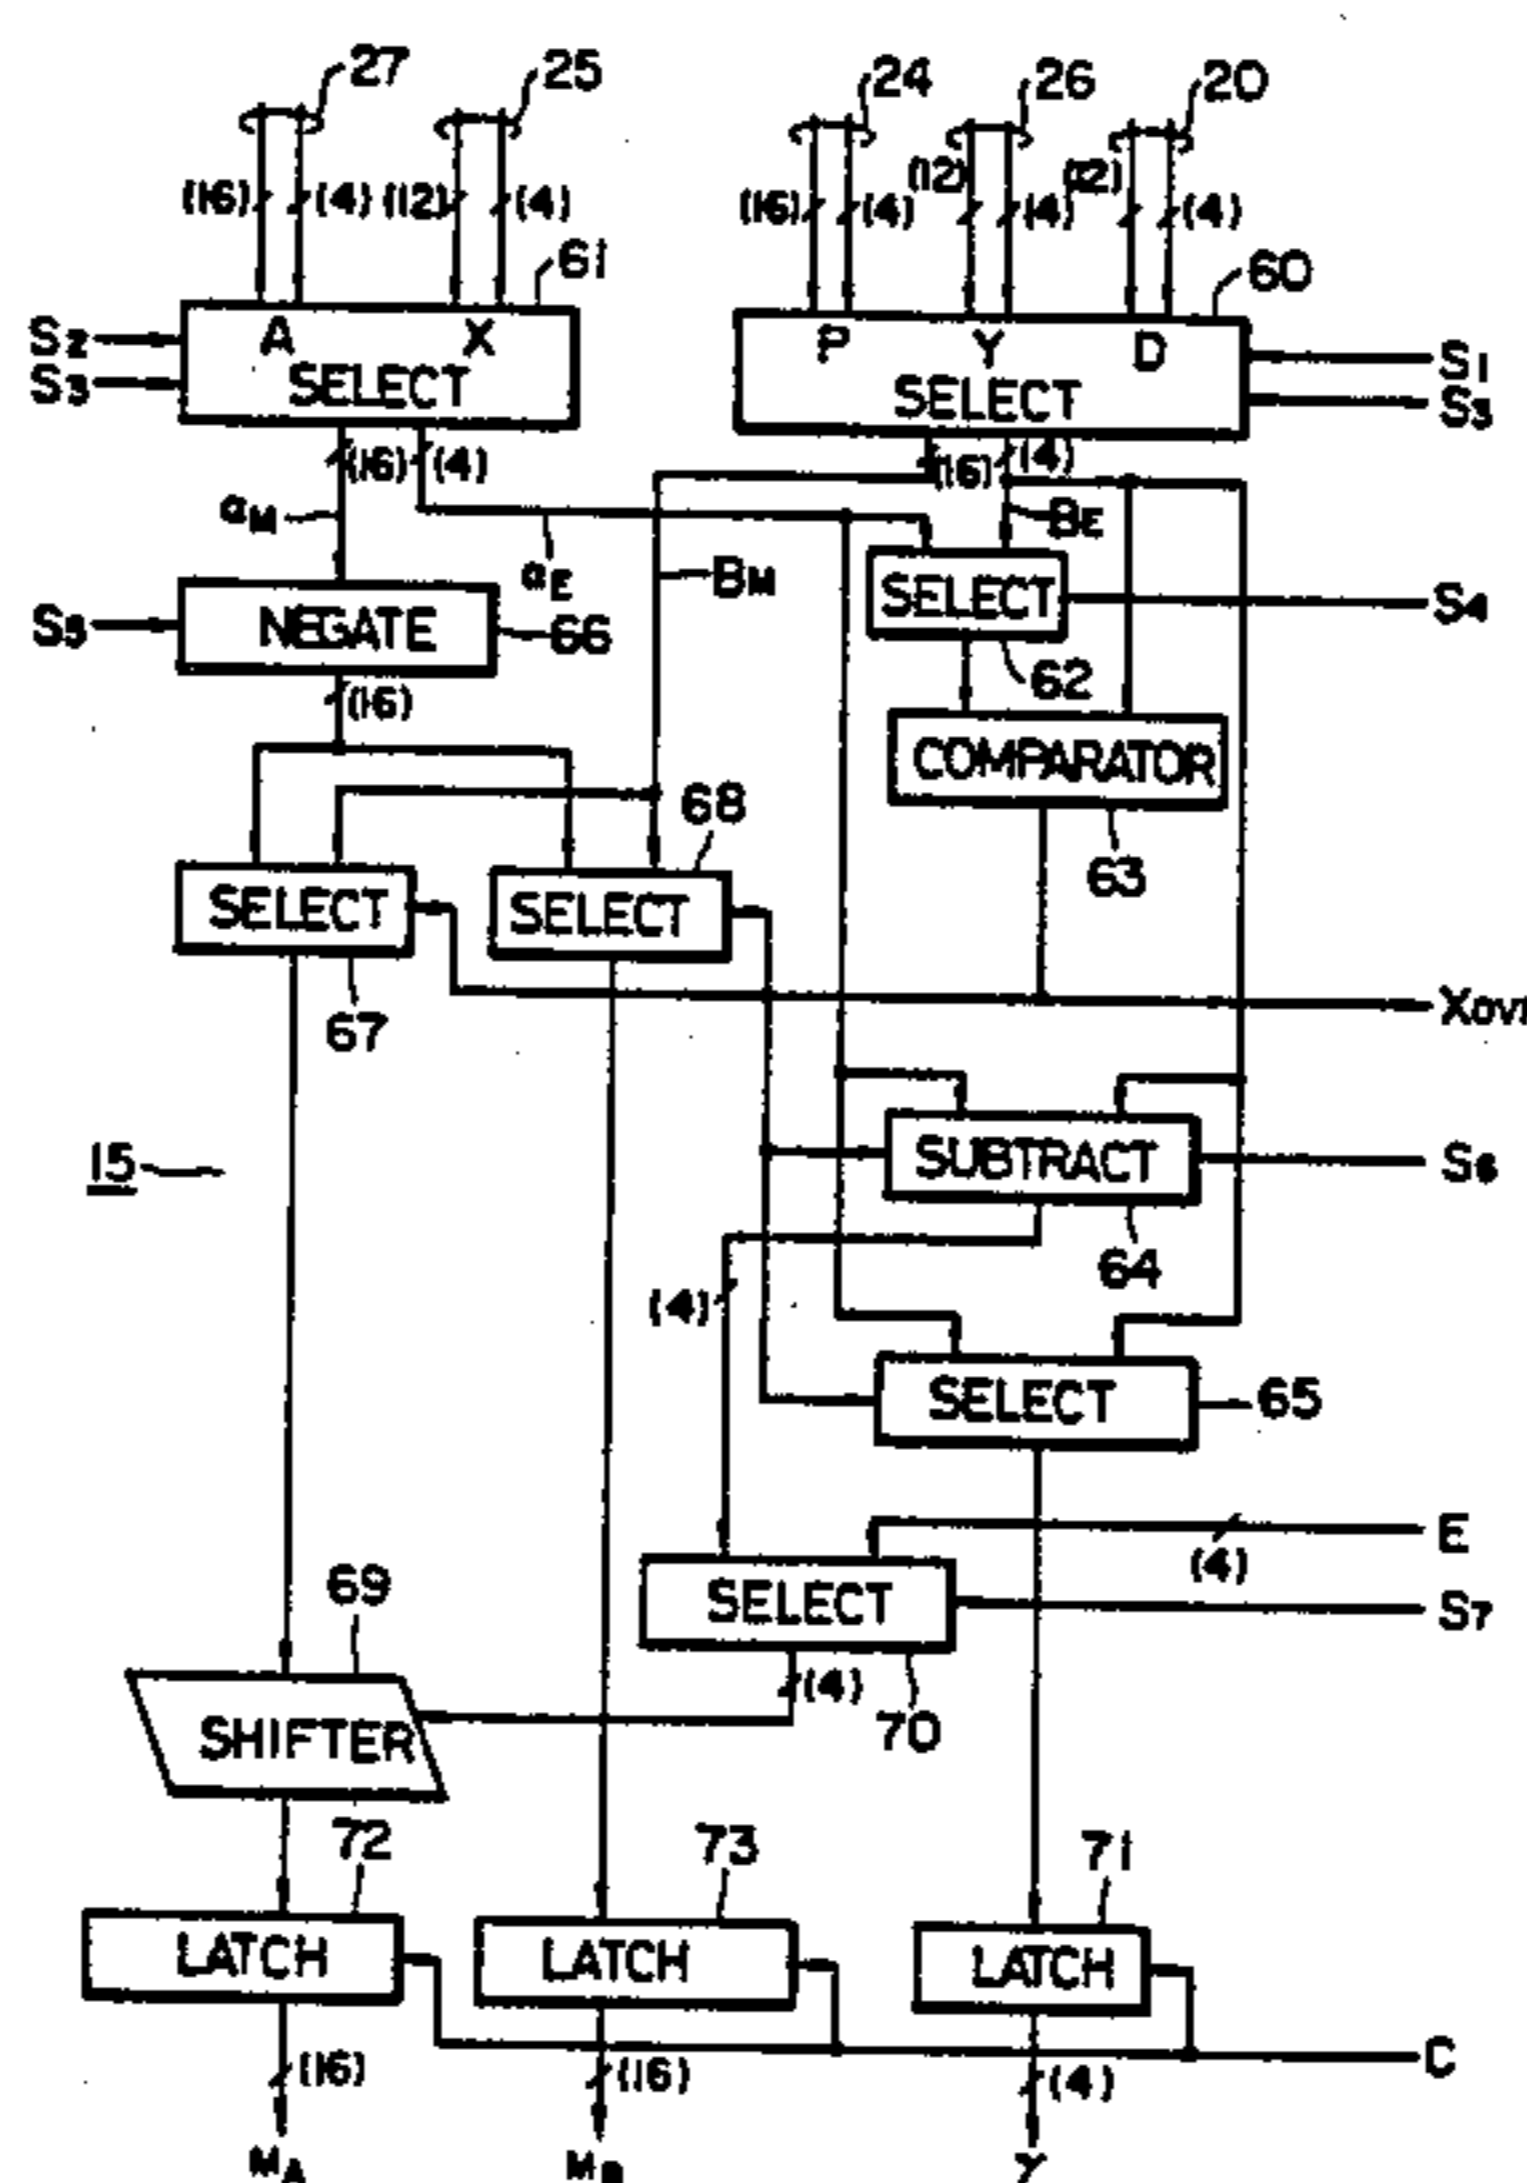 27 25 24 26 20
(16) (4) (12) (4) (16) (4) (12) (4) (12) (4)
61 60
S2 A X P Y D S1
S3 SELECT SELECT S3
(16) (4) (16) (4)
αM αE BM BE
SELECT S4
S5 NEGATE 66 62
(16)
COMPARATOR
68 63
SELECT SELECT
67
15
SUBTRACT S6
64
(4)
SELECT 65
E
(4)
SELECT S7
69
(4)
70
SHIFTER
72 73 71
LATCH LATCH LATCH
C
(16) (16) (4)
MA